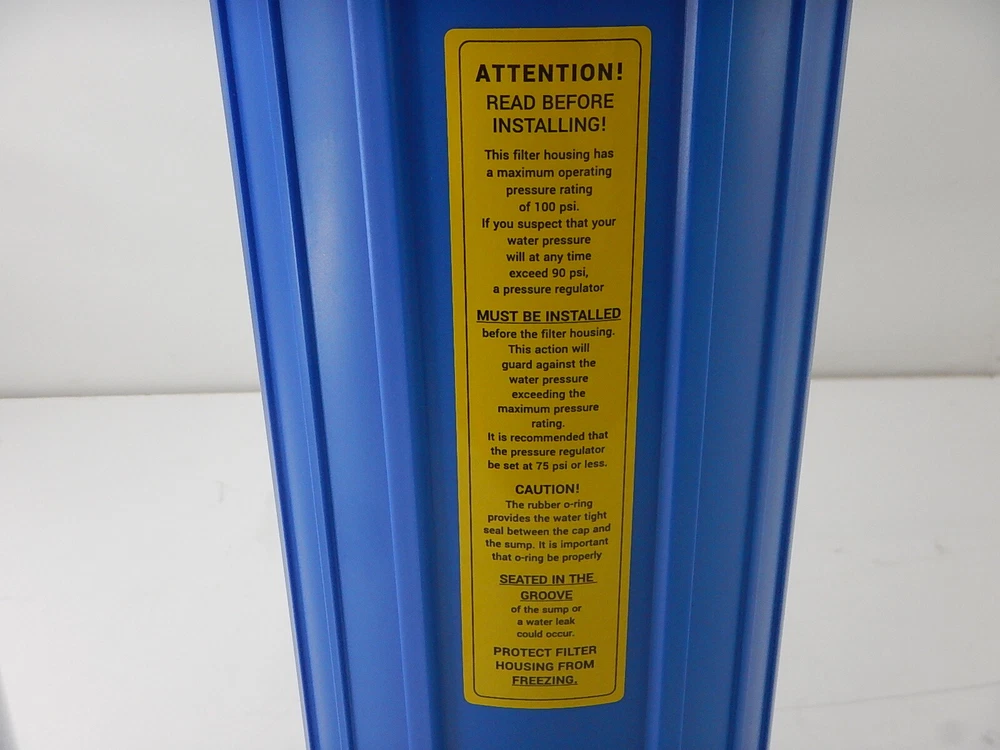 ATTENTION!
READ BEFORE
INSTALLING!
This filter housing has
a maximum operating
pressure rating
of 100 psi.
If you suspect that your
water pressure
will at any time
exceed 90 psi,
a pressure regulator
MUST BE INSTALLED
before the filter housing.
This action will
guard against the
water pressure
exceeding the
maximum pressure
rating.
It is recommended that
the pressure regulator
be set at 75 psi or less.
CAUTION!
The rubber o-ring
provides the water tight
seal between the cap and
the sump. It is important
that o-ring be properly
SEATED IN THE
GROOVE
of the sump or
a water leak
could occur.
PROTECT FILTER
HOUSING FROM
FREEZING.